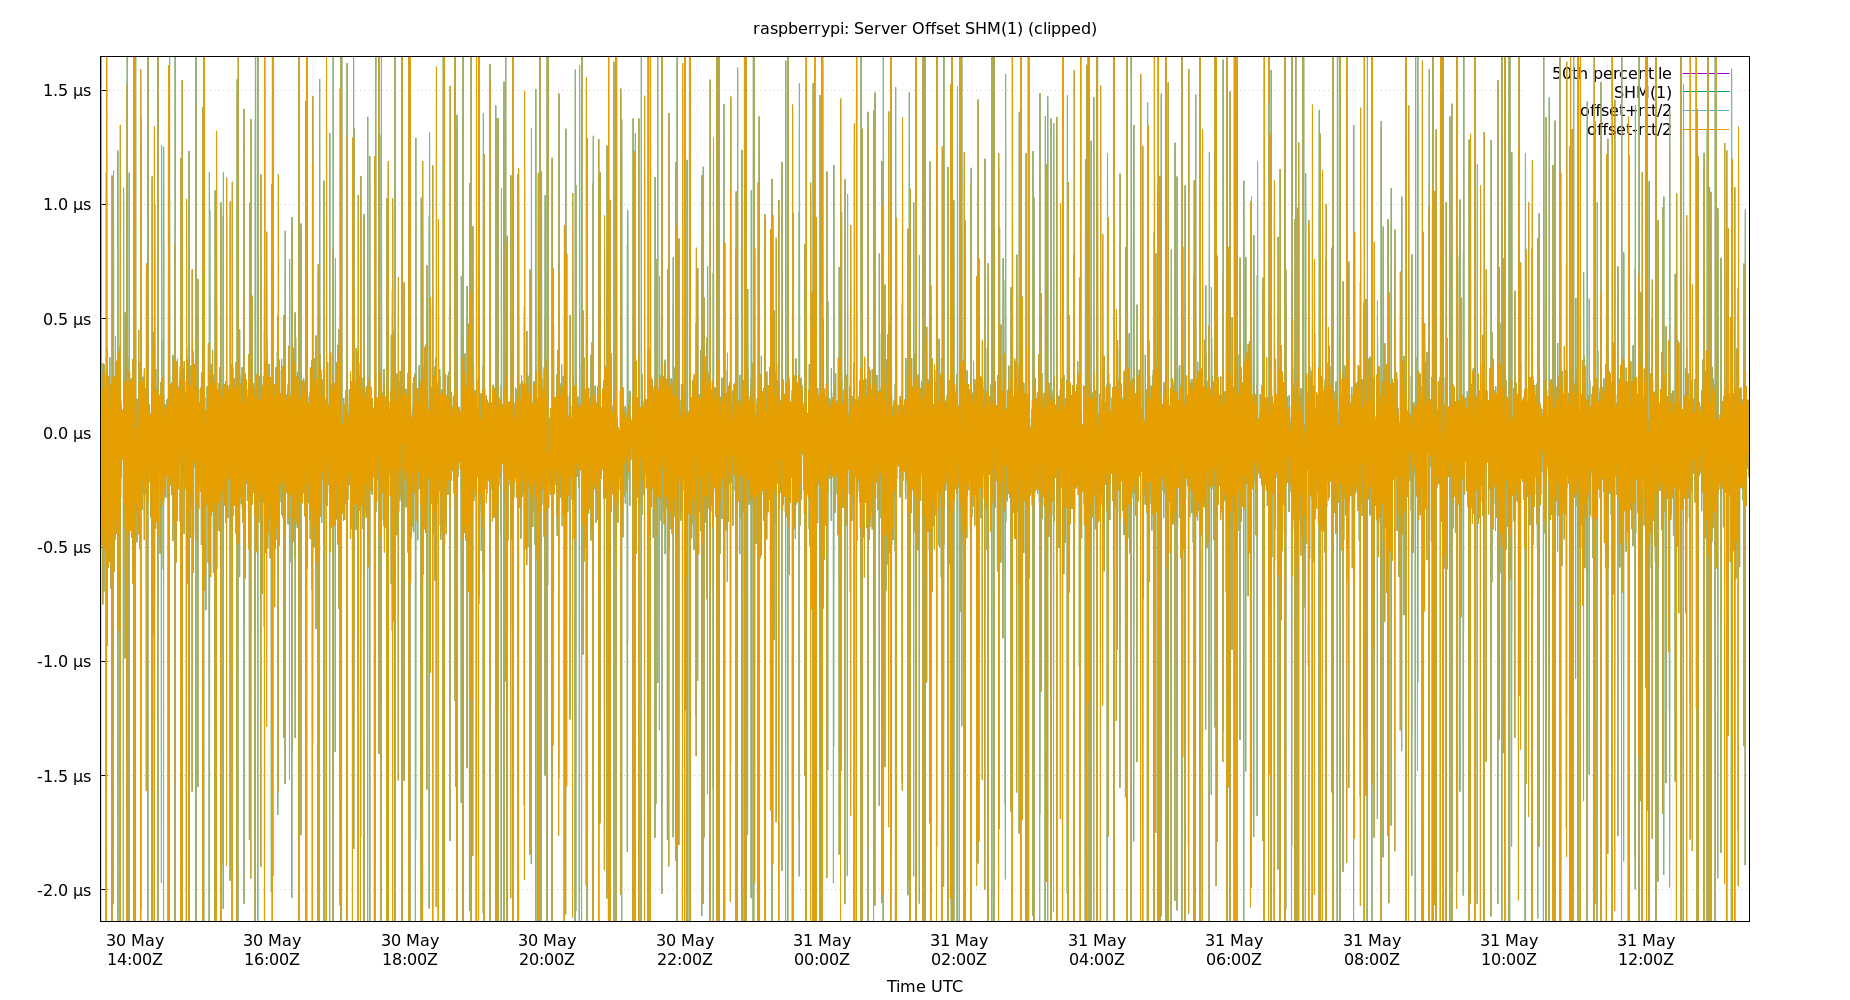 raspberrypi: Server Offset SHM(1) (clipped)
50th percentile
SHM(1)
offset+rtt/2
offset-rtt/2
1.5 µs
1.0 µs
0.5 µs
0.0 µs
-0.5 µs
-1.0 µs
-1.5 µs
-2.0 µs
30 May 30 May 30 May 30 May 30 May 31 May 31 May 31 May 31 May 31 May 31 May 31 May
14:00Z 16:00Z 18:00Z 20:00Z 22:00Z 00:00Z 02:00Z 04:00Z 06:00Z 08:00Z 10:00Z 12:00Z
Time UTC